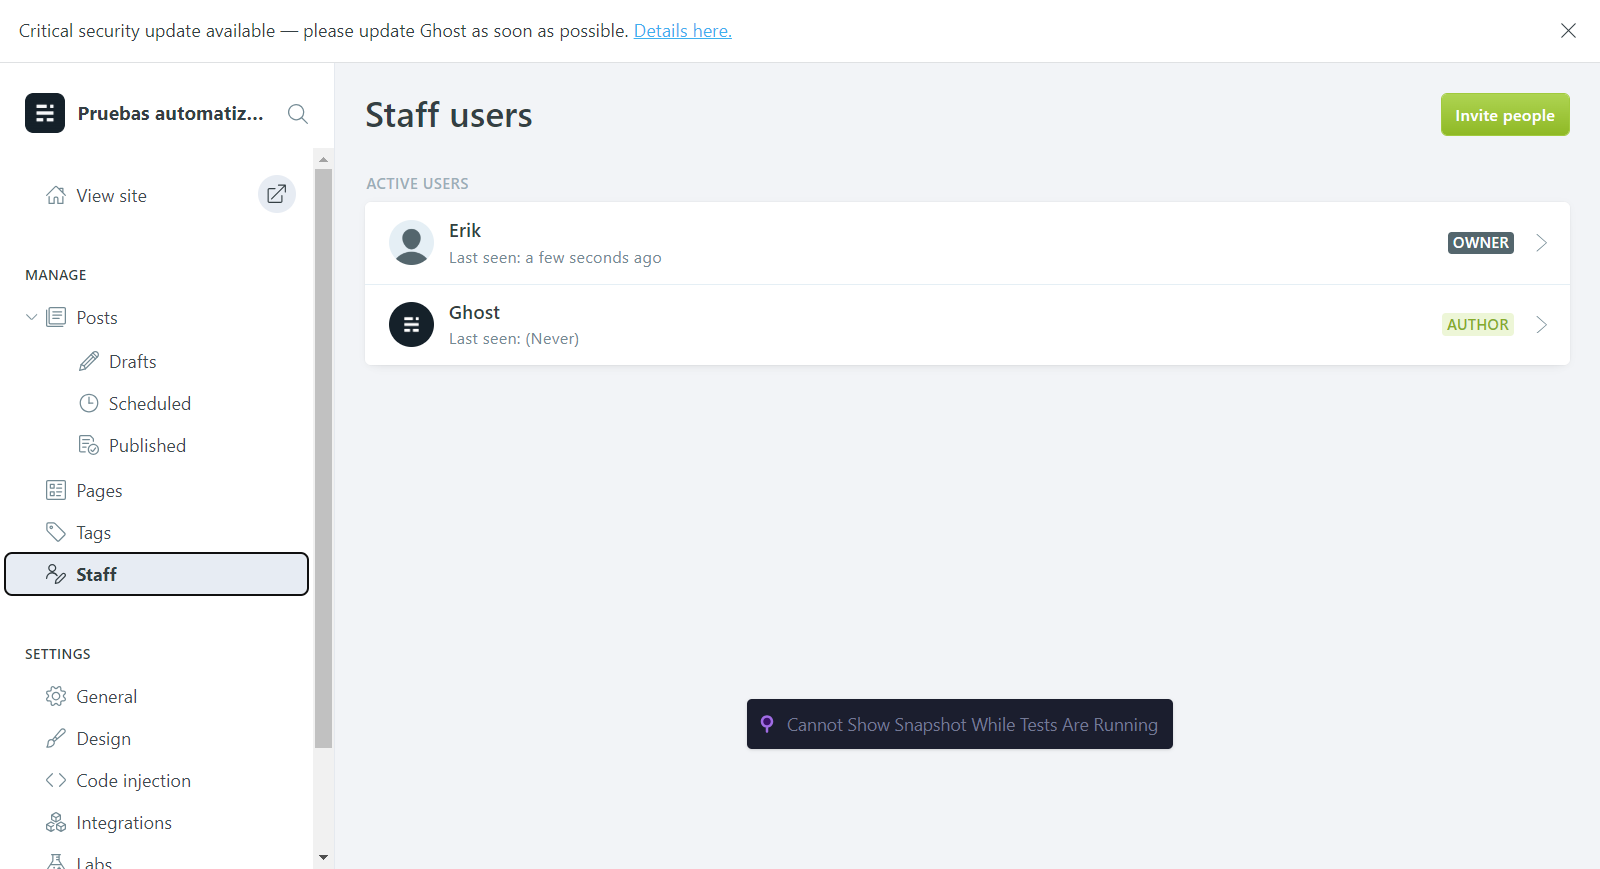 Critical security update available — please update Ghost as soon as possible. Details here.
Pruebas automatiz...
View site
MANAGE
Posts
Drafts
Scheduled
Published
Pages
Tags
Staff
SETTINGS
General
Design
Code injection
Integrations
Labs
Staff users
Invite people
ACTIVE USERS
Erik
OWNER
Last seen: a few seconds ago
Ghost
AUTHOR
Last seen: (Never)
Cannot Show Snapshot While Tests Are Running